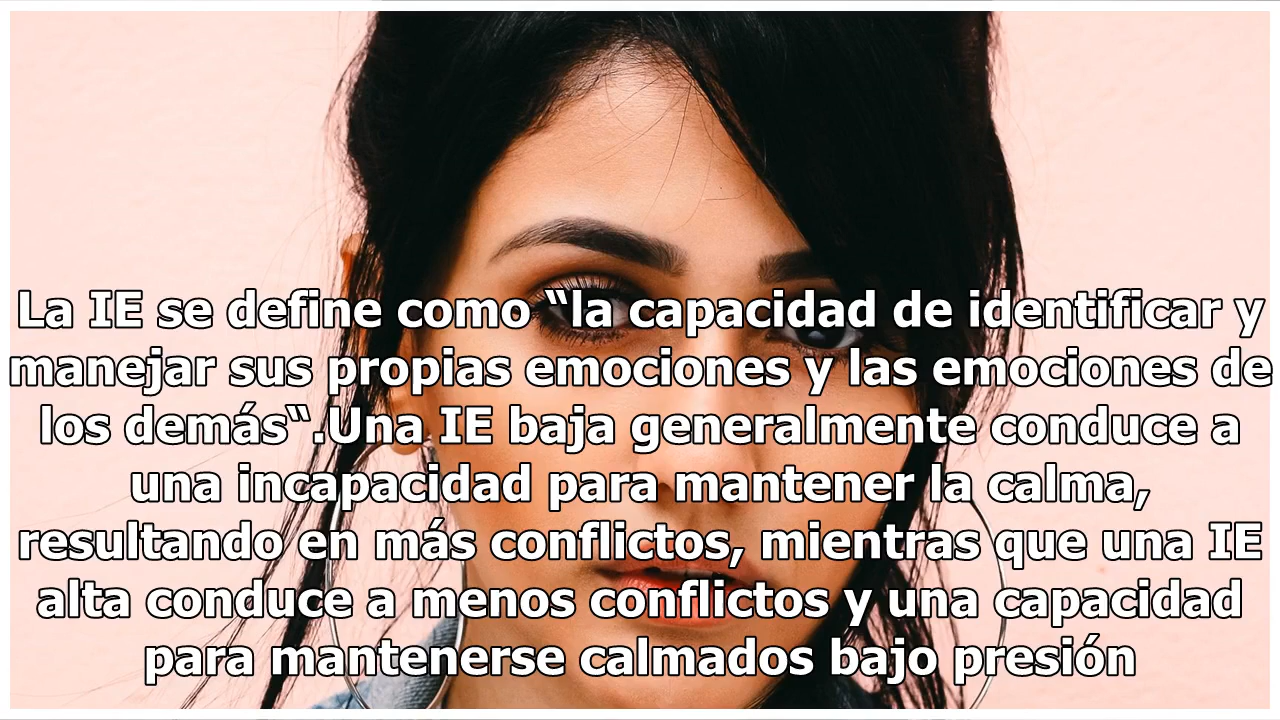 La IE se define como “la capacidad de identificar y
manejar sus propias emociones y las emociones de
los demás“.Una IE baja generalmente conduce a
una incapacidad para mantener la calma,
resultando en más conflictos, mientras que una IE
alta conduce a menos conflictos y una capacidad
para mantenerse calmados bajo presión